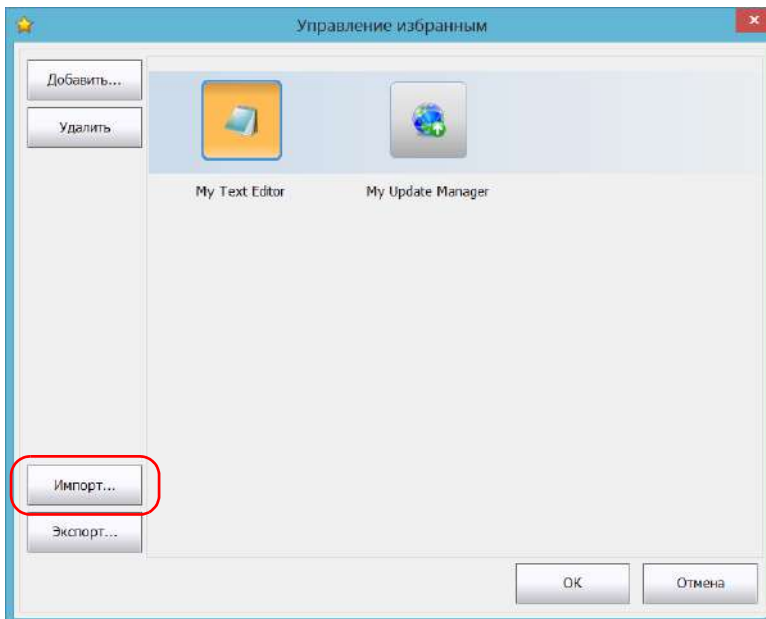 Управление избранным
Добавить...
Удалить
My Text Editor
My Update Manager
Импорт...
Экспорт...
OK
Отмена